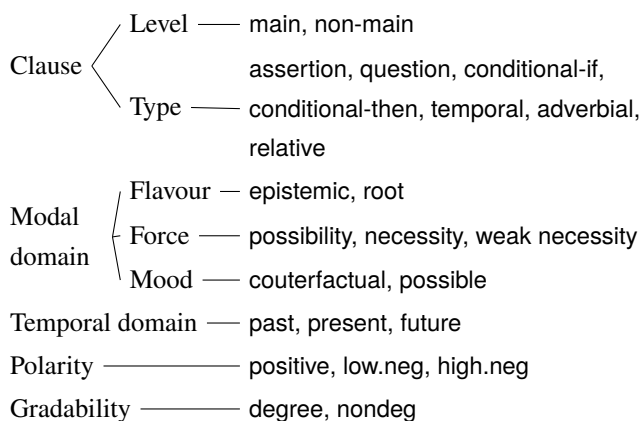 Level main, non-main
Clause
assertion, question, conditional-if,
Type conditional-then, temporal, adverbial,
relative
Flavour epistemic, root
Modal
domain
Force possibility, necessity, weak necessity
Mood couterfactual, possible
Temporal domain past, present, future
Polarity positive, low.neg, high.neg
Gradability degree, nondeg